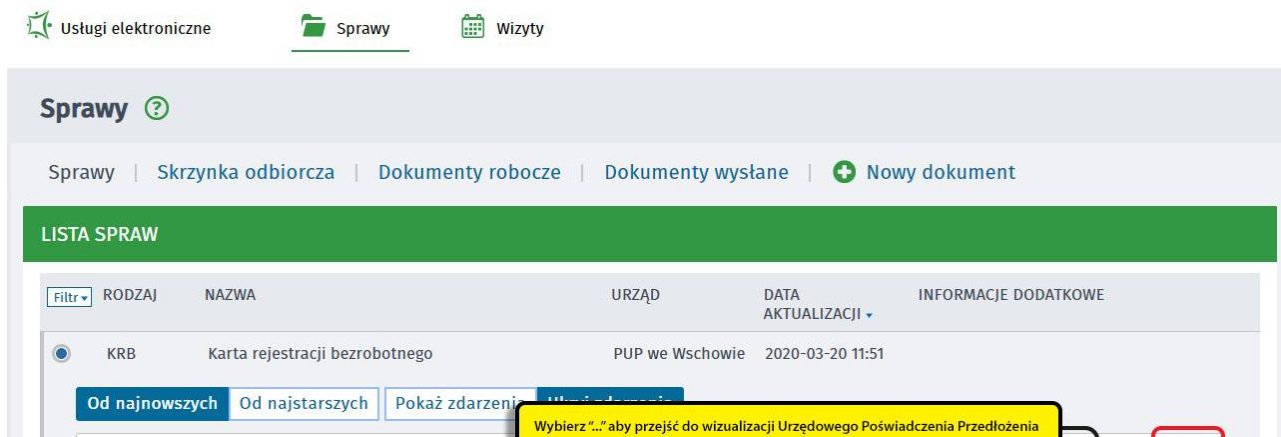 Usługi elektroniczne Sprawy Wizyty
Sprawy ?
Sprawy | Skrzynka odbiorcza | Dokumenty robocze | Dokumenty wysłane | Nowy dokument
LISTA SPRAW
Filtr RODZAJ NAZWA URZĄD DATA INFORMACJE DODATKOWE
AKTUALIZACJI
KRB Karta rejestracji bezrobotnego PUP we Wschowie 2020-03-20 11:51
Od najnowszych Od najstarszych Pokaż zdarzenia
Wybierz "..." aby przejść do wizualizacji Urzędowego Poświadczenia Przedłożenia